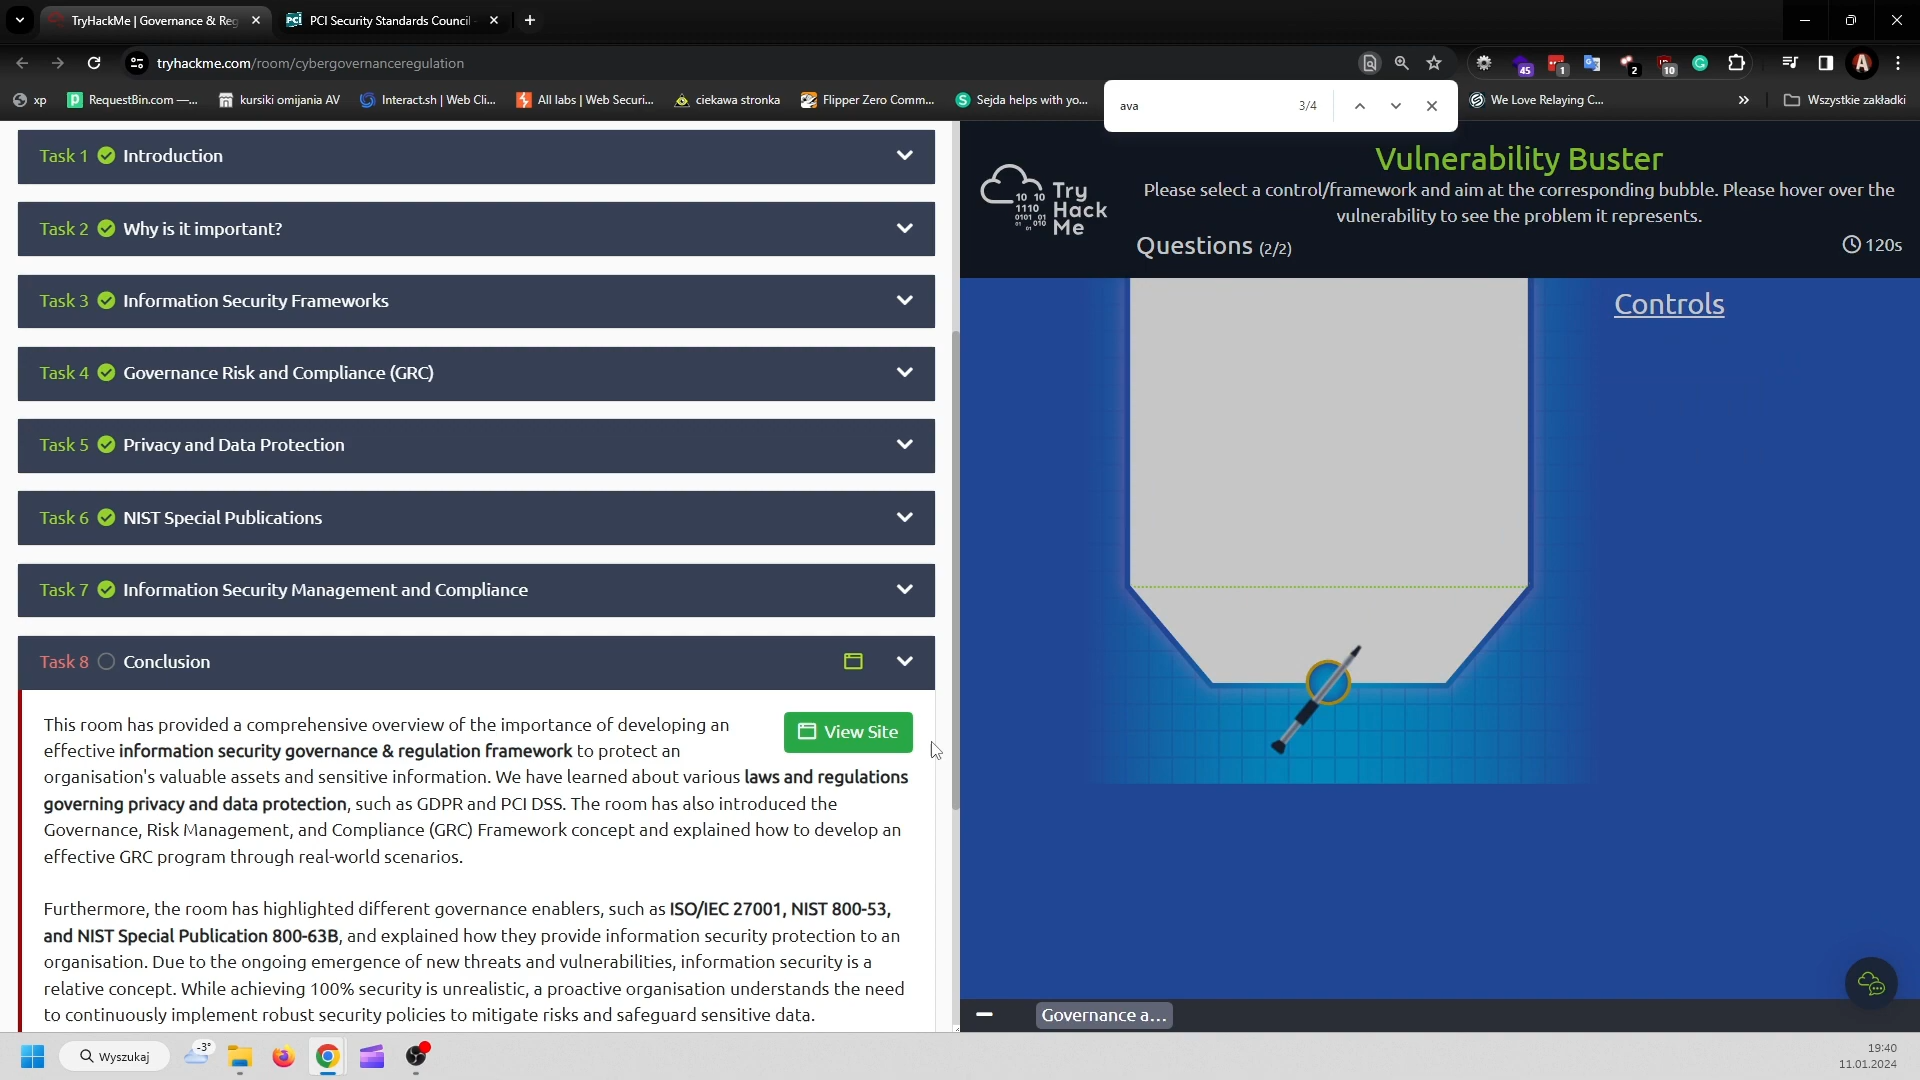 TryHackMe | Governance & Reg
PCI Security Standards Council
tryhackme.com/room/cybergovernanceregulation
45
1
2
10
A
xp
RequestBin.com —...
kursiki omijania AV
Interact.sh | Web Cli...
All labs | Web Securi...
ciekawa stronka
Flipper Zero Comm...
Sejda helps with yo...
ava
3/4
We Love Relaying C...
Wszystkie zakładki
Task 1 Introduction
Task 2 Why is it important?
Task 3 Information Security Frameworks
Task 4 Governance Risk and Compliance (GRC)
Task 5 Privacy and Data Protection
Task 6 NIST Special Publications
Task 7 Information Security Management and Compliance
Task 8 Conclusion
View Site
This room has provided a comprehensive overview of the importance of developing an
effective information security governance & regulation framework to protect an
organisation's valuable assets and sensitive information. We have learned about various laws and regulations
governing privacy and data protection, such as GDPR and PCI DSS. The room has also introduced the
Governance, Risk Management, and Compliance (GRC) Framework concept and explained how to develop an
effective GRC program through real-world scenarios.
Furthermore, the room has highlighted different governance enablers, such as ISO/IEC 27001, NIST 800-53,
and NIST Special Publication 800-63B, and explained how they provide information security protection to an
organisation. Due to the ongoing emergence of new threats and vulnerabilities, information security is a
relative concept. While achieving 100% security is unrealistic, a proactive organisation understands the need
to continuously implement robust security policies to mitigate risks and safeguard sensitive data.
Try
Hack
Me
10 10
1110
0101 01
01 010
01
Vulnerability Buster
Please select a control/framework and aim at the corresponding bubble. Please hover over the
vulnerability to see the problem it represents.
Questions (2/2)
120s
Controls
Governance a...
Wyszukaj
-3°
19:40
11.01.2024